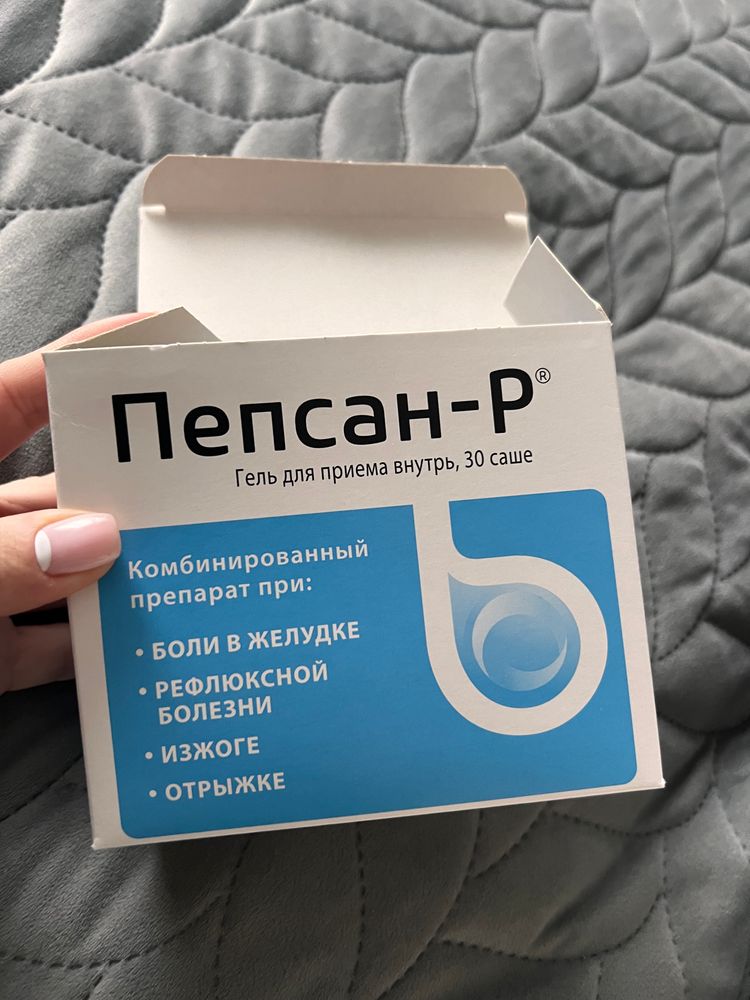 Пепсан-Р®
Гель для приема внутрь, 30 саше
Комбинированный
препарат при:
• БОЛИ В ЖЕЛУДКЕ
• РЕФЛЮКСНОЙ
БОЛЕЗНИ
• ИЗЖОГЕ
• ОТРЫЖКЕ